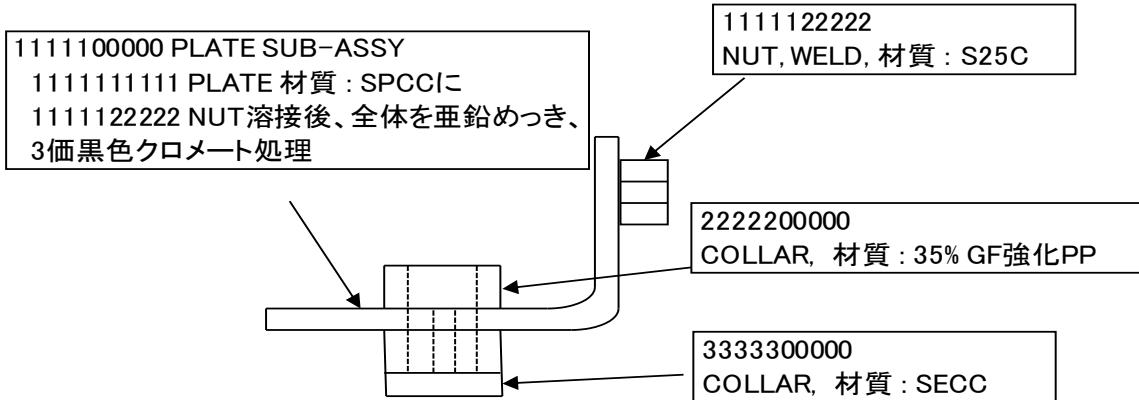 1111100000 PLATE SUB-ASSY
1111111111 PLATE 材質 : SPCCに
1111122222 NUT溶接後、全体を亜鉛めっき、
3価黒色クロメート処理
1111122222
NUT, WELD, 材質 : S25C
2222200000
COLLAR, 材質 : 35% GF強化PP
3333300000
COLLAR, 材質 : SECC